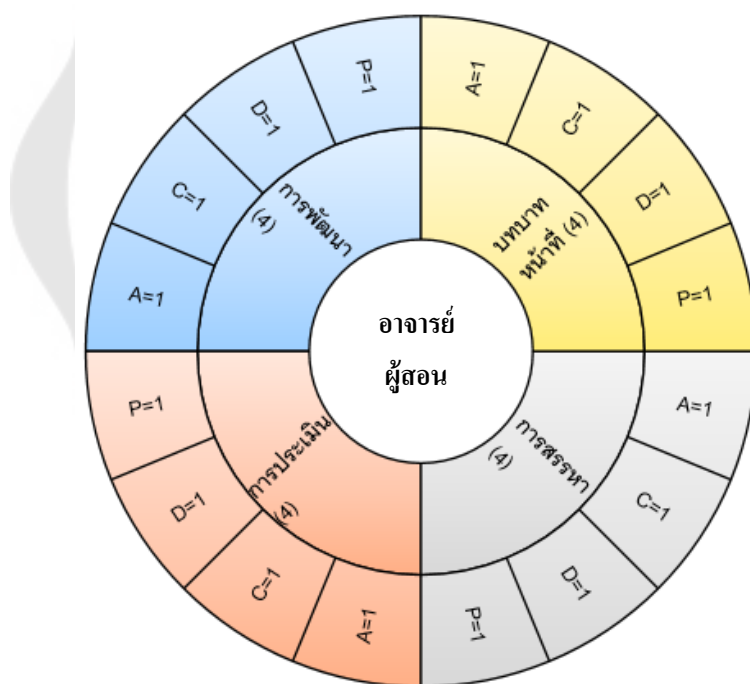 อาจารย์
ผู้สอน
บทบาท
หน้าที่ (4)
A=1
C=1
D=1
P=1
การสรรหา
(4)
A=1
C=1
D=1
P=1
การประเมิน
(4)
A=1
C=1
D=1
P=1
การพัฒนา
(4)
A=1
C=1
D=1
P=1